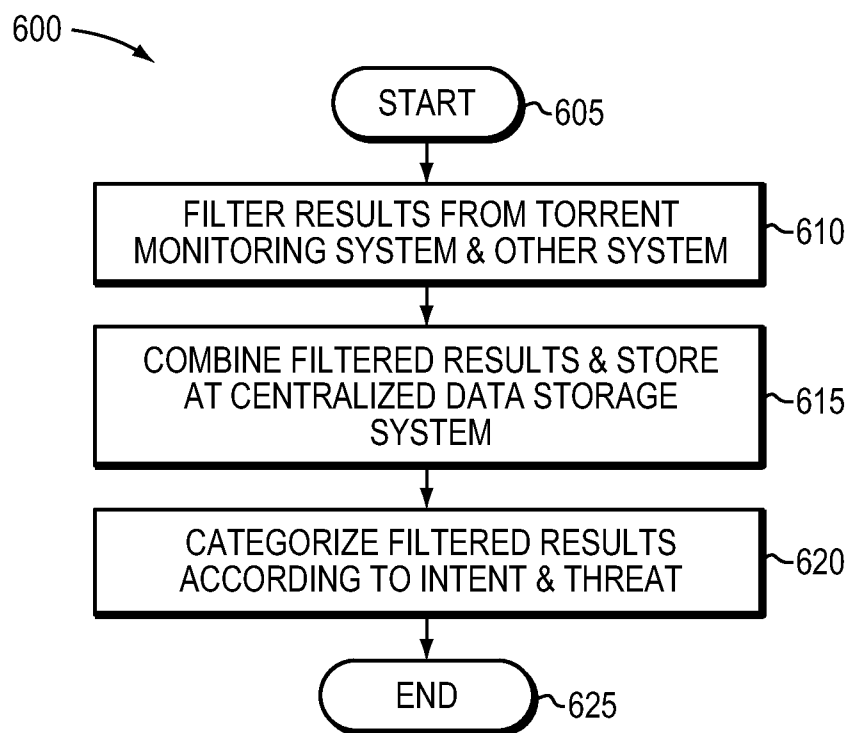 600
START
605
FILTER RESULTS FROM TORRENT
MONITORING SYSTEM & OTHER SYSTEM
610
COMBINE FILTERED RESULTS & STORE
AT CENTRALIZED DATA STORAGE
SYSTEM
615
CATEGORIZE FILTERED RESULTS
ACCORDING TO INTENT & THREAT
620
END
625